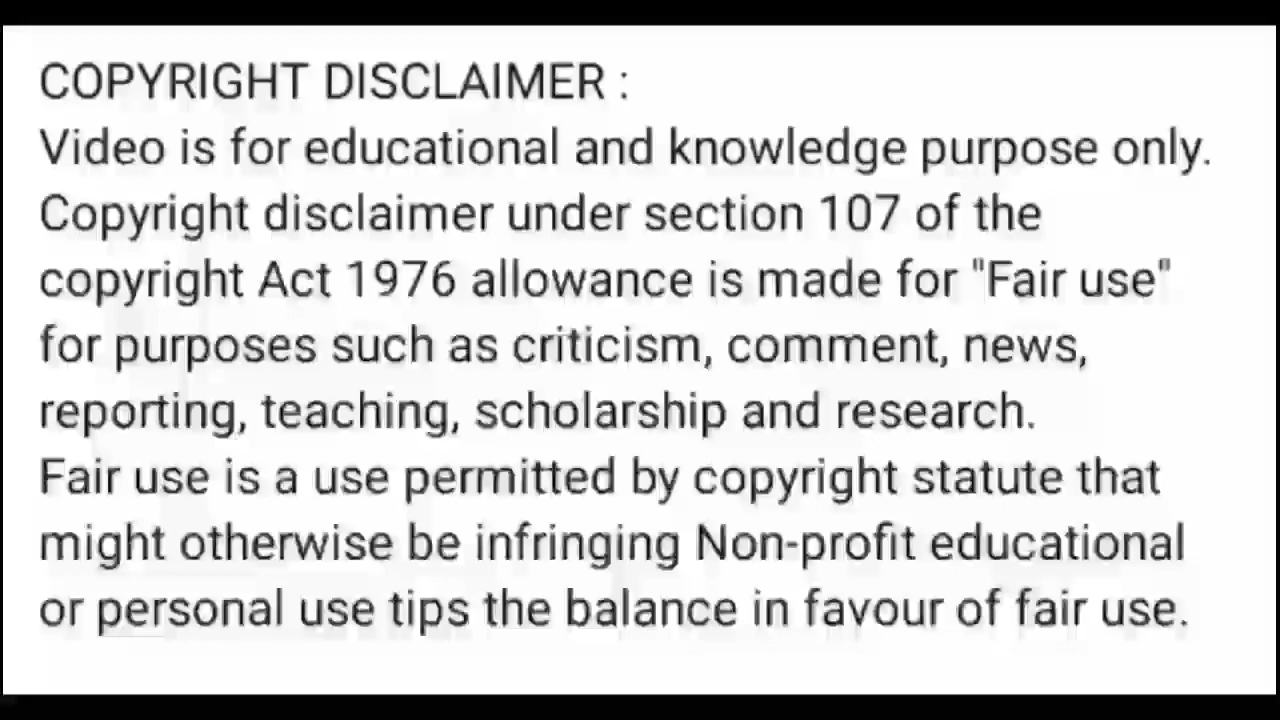 COPYRIGHT DISCLAIMER :
Video is for educational and knowledge purpose only.
Copyright disclaimer under section 107 of the
copyright Act 1976 allowance is made for "Fair use"
for purposes such as criticism, comment, news,
reporting, teaching, scholarship and research.
Fair use is a use permitted by copyright statute that
might otherwise be infringing Non-profit educational
or personal use tips the balance in favour of fair use.